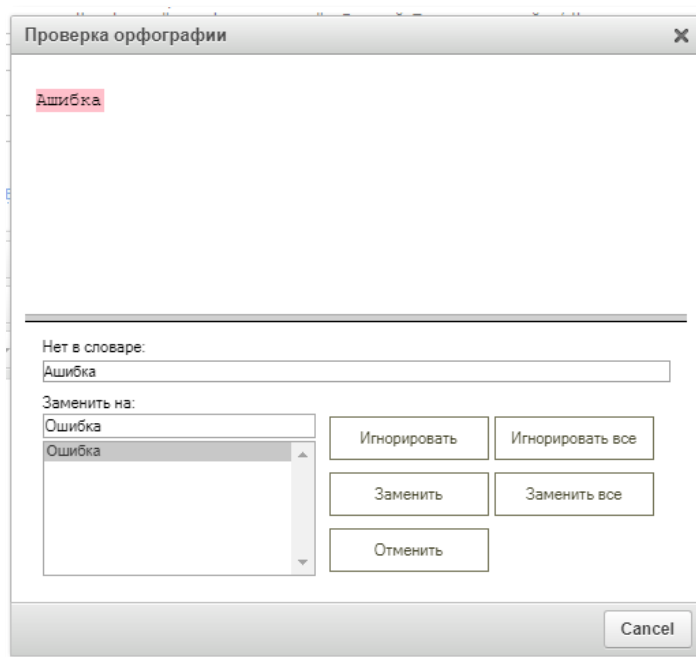 Проверка орфографии
Ашибка
Нет в словаре:
Ашибка
Заменить на:
Ошибка
Ошибка
Игнорировать Игнорировать все
Заменить Заменить все
Отменить
Cancel